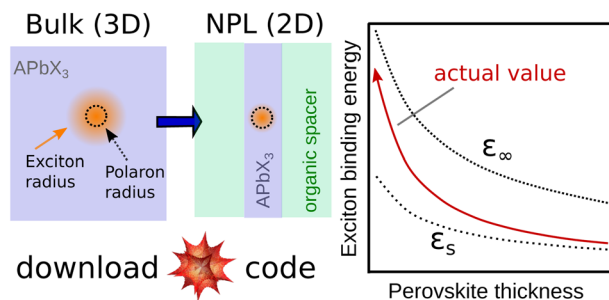 Bulk (3D)
NPL (2D)
APbX₃
Exciton
radius
Polaron
radius
APbX₃
organic spacer
download code
Exciton binding energy
actual value
ε∞
εs
Perovskite thickness